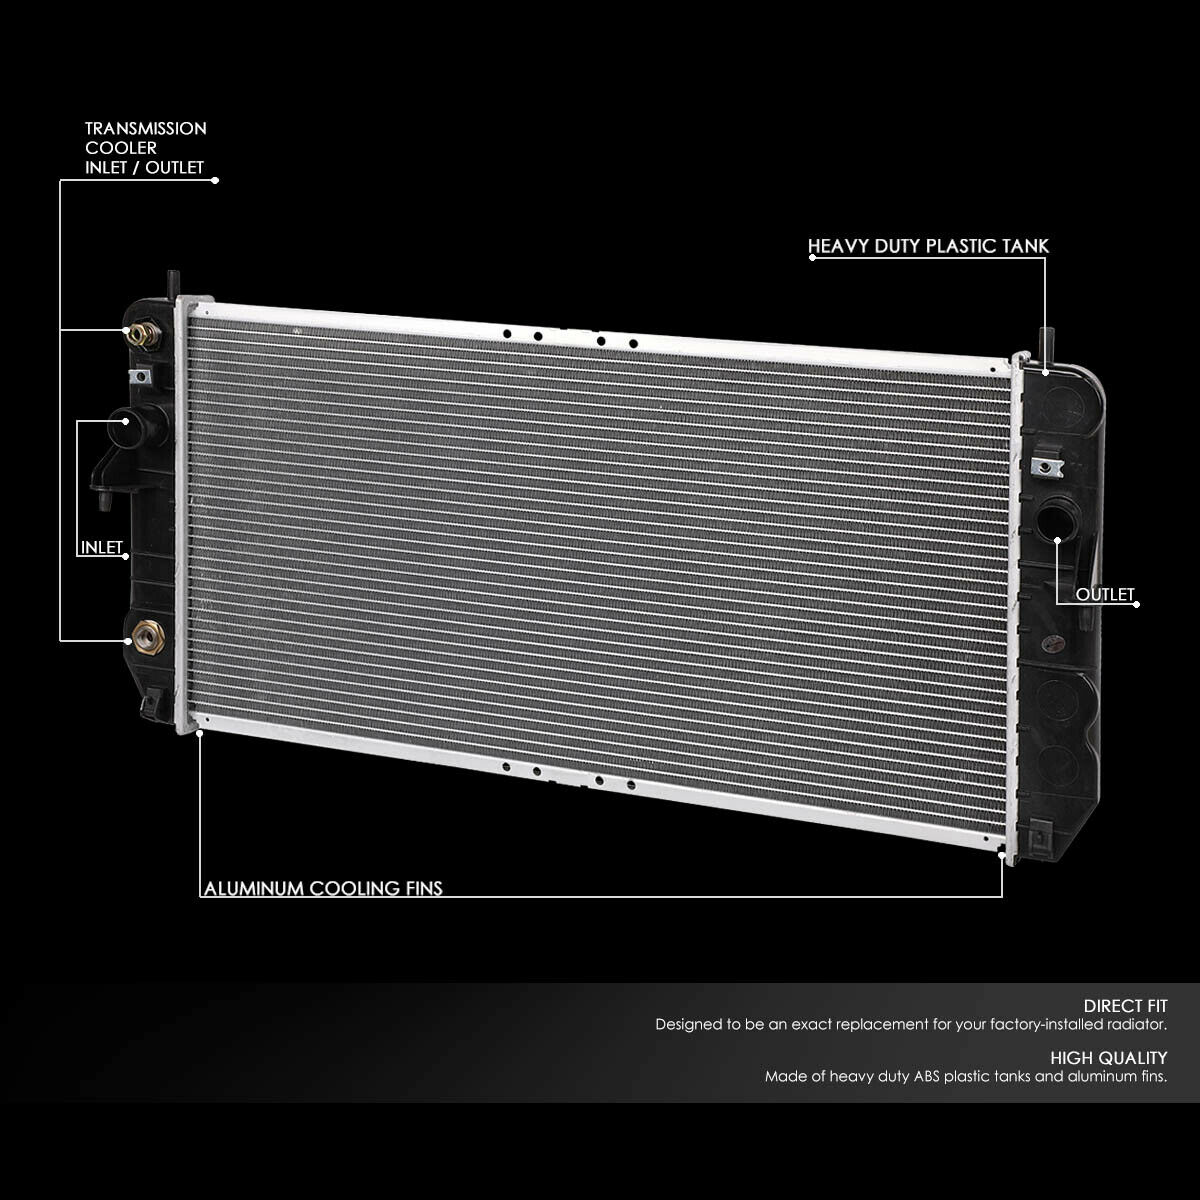 TRANSMISSION
COOLER
INLET / OUTLET
HEAVY DUTY PLASTIC TANK
INLET
OUTLET
ALUMINUM COOLING FINS
DIRECT FIT
Designed to be an exact replacement for your factory-installed radiator.
HIGH QUALITY
Made of heavy duty ABS plastic tanks and aluminum fins.